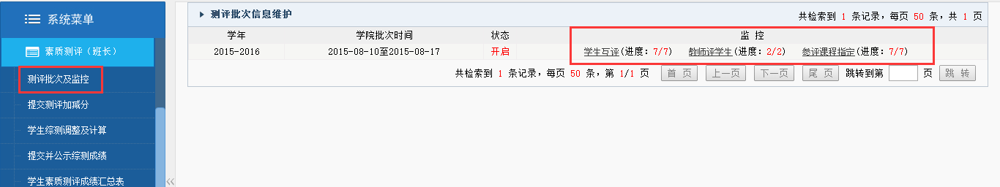 系统菜单
素质测评（班长）
测评批次及监控
提交测评加减分
学生综测调整及计算
提交并公示综测成绩
学生素质测评成绩汇总表
测评批次信息维护
共检索到 1 条记录，每页 50 条，共 1 页
学年 学院批次时间 状态 监 控
2015-2016 2015-08-10至2015-08-17 开启 学生互评(进度：7/7) 教师评学生(进度：2/2) 参评课程指定(进度：7/7)
共检索到 1 条记录，每页 50 条，第 1/1 页 首 页 上一页 下一页 尾 页 跳转到第 页 跳 转